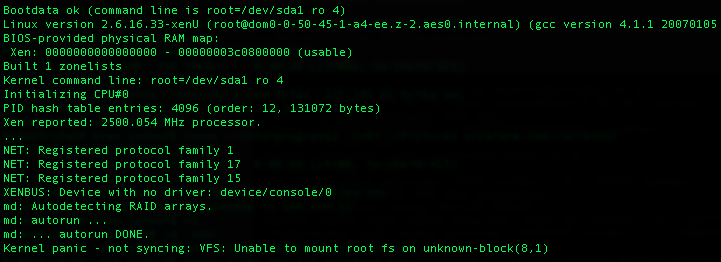 Bootdata ok (command line is root=/dev/sda1 ro 4)
Linux version 2.6.16.33-xenU (root@dom0-0-50-45-1-a4-ee.z-2.aes0.internal) (gcc version 4.1.1 20070105
BIOS-provided physical RAM map:
 Xen: 0000000000000000 - 00000003c0800000 (usable)
Built 1 zonelists
Kernel command line: root=/dev/sda1 ro 4
Initializing CPU#0
PID hash table entries: 4096 (order: 12, 131072 bytes)
Xen reported: 2500.054 MHz processor.
...
NET: Registered protocol family 1
NET: Registered protocol family 17
NET: Registered protocol family 15
XENBUS: Device with no driver: device/console/0
md: Autodetecting RAID arrays.
md: autorun ...
md: ... autorun DONE.
Kernel panic - not syncing: VFS: Unable to mount root fs on unknown-block(8,1)